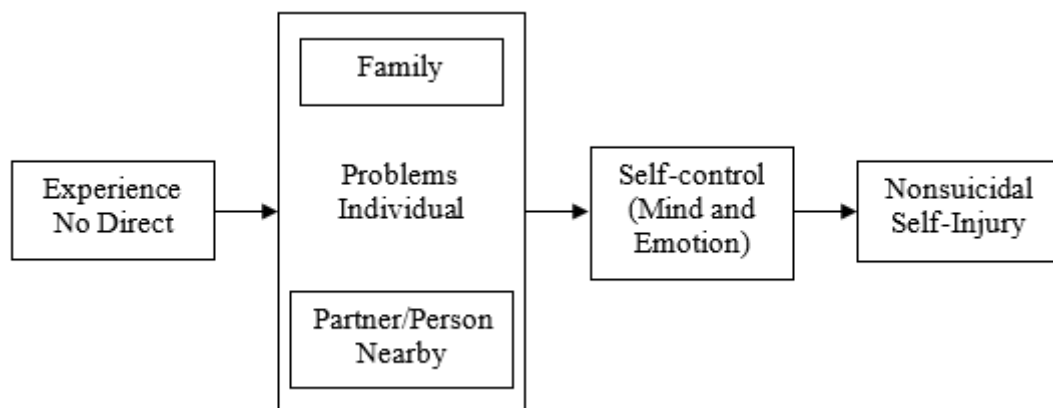 Experience
No Direct
Family
Problems
Individual
Partner/Person
Nearby
Self-control
(Mind and
Emotion)
Nonsuicidal
Self-Injury